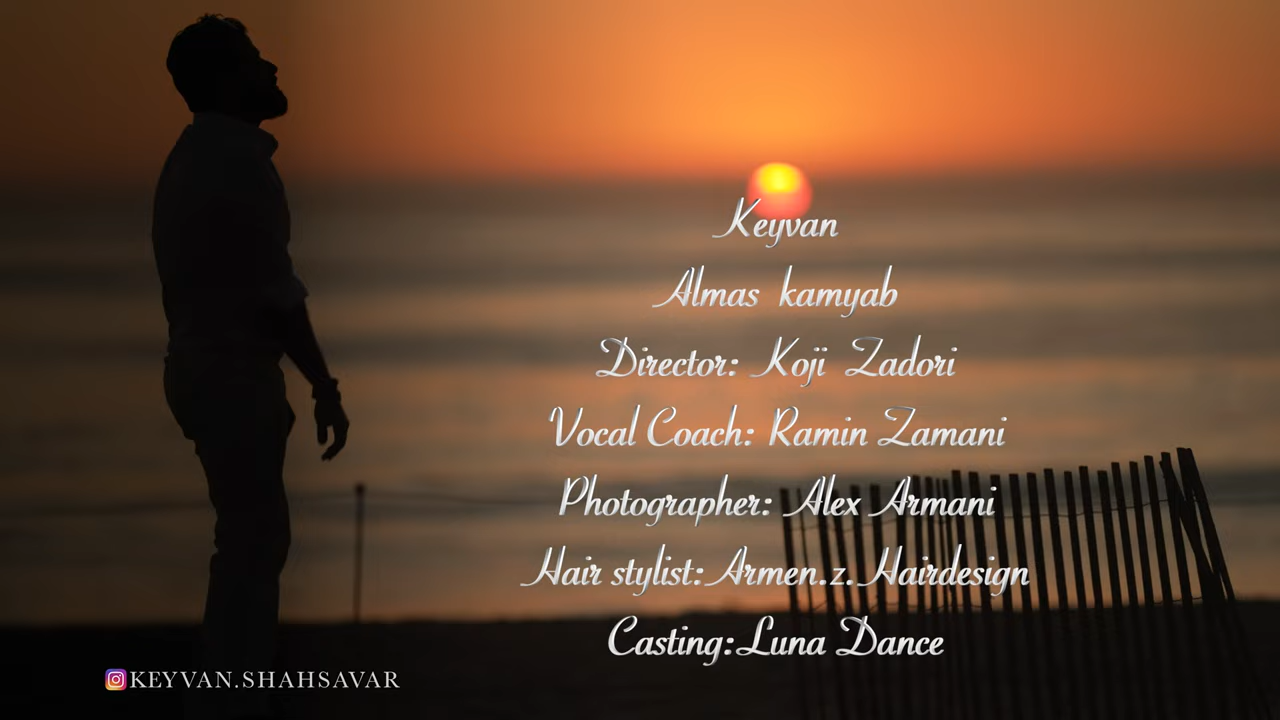 Keyvan
Almas kamyab
Director: Koji Zadori
Vocal Coach: Ramin Zamani
Photographer: Alex Armani
Hair stylist: Armen.z.Hairdesign
Casting: Luna Dance
KEYVAN.SHAHSAVAR